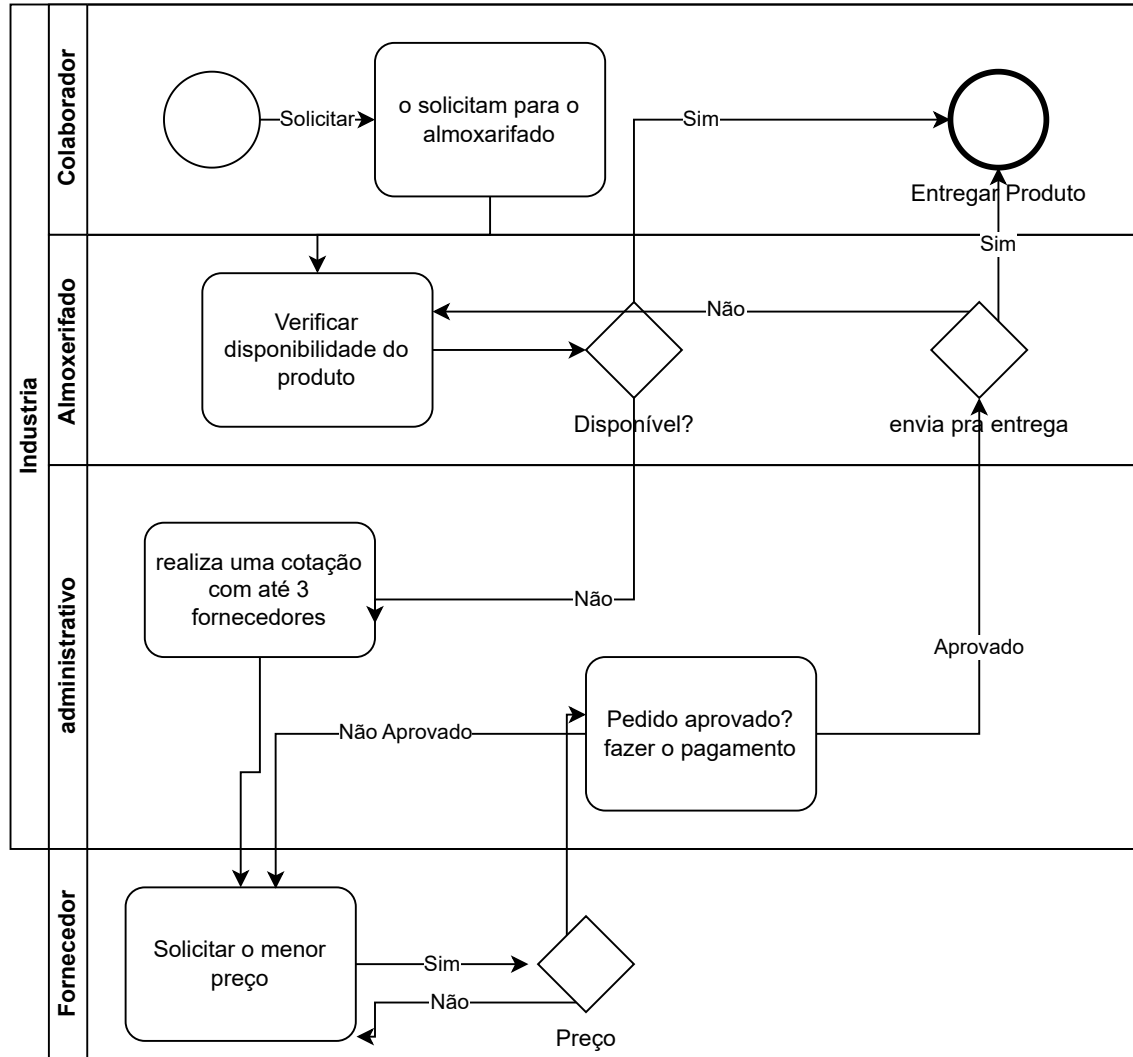 Industria
Colaborador
Solicitar
o solicitam para o
almoxarifado
Sim
Entregar Produto
Sim
Almoxerifado
Verificar
disponibilidade do
produto
Não
Disponível?
envia pra entrega
administrativo
realiza uma cotação
com até 3
fornecedores
Não
Aprovado
Não Aprovado
Pedido aprovado?
fazer o pagamento
Fornecedor
Solicitar o menor
preço
Sim
Não
Preço